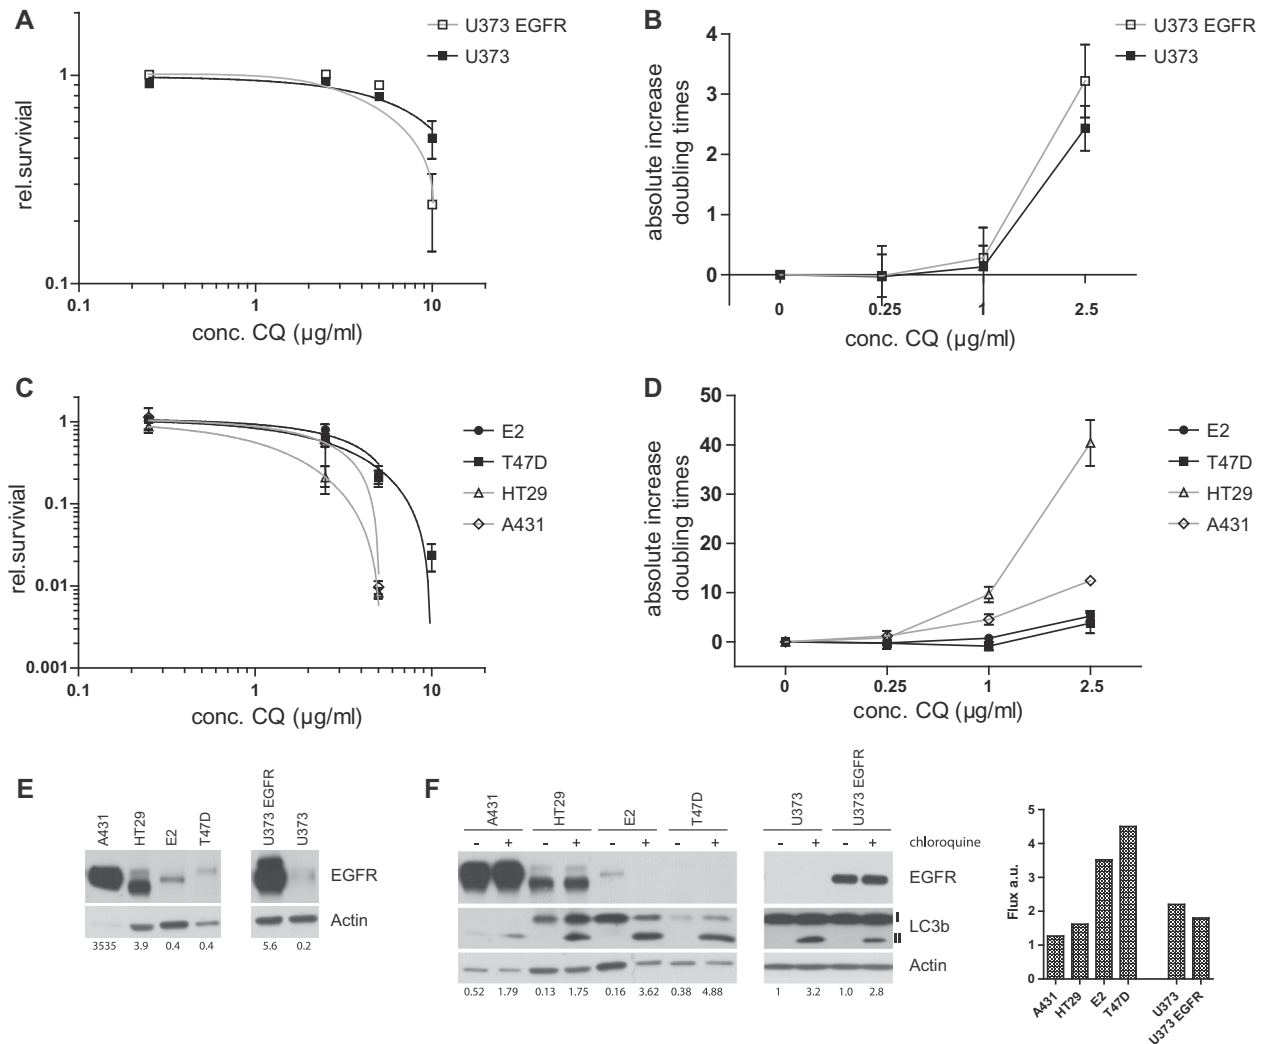 A
U373 EGFR
U373
rel.survivial
1
0.1
0.1
1
10
conc. CQ (µg/ml)
B
U373 EGFR
U373
absolute increase
doubling times
4
3
2
1
0
0
0.25
1
2.5
conc. CQ (µg/ml)
C
E2
T47D
HT29
A431
rel.survivial
1
0.1
0.01
0.001
0.1
1
10
conc. CQ (µg/ml)
D
E2
T47D
HT29
A431
absolute increase
doubling times
50
40
30
20
10
0
0
0.25
1
2.5
conc. CQ (µg/ml)
E
A431 HT29 E2 T47D U373 EGFR U373
EGFR
Actin
3535 3.9 0.4 0.4 5.6 0.2
F
A431 HT29 E2 T47D U373 U373 EGFR
- + - + - + - + - + - + chloroquine
EGFR
I
LC3b
II
Actin
0.52 1.79 0.13 1.75 0.16 3.62 0.38 4.88 1 3.2 1.0 2.8
Flux a.u.
5
4
3
2
1
0
A431 HT29 E2 T47D U373 U373 EGFR